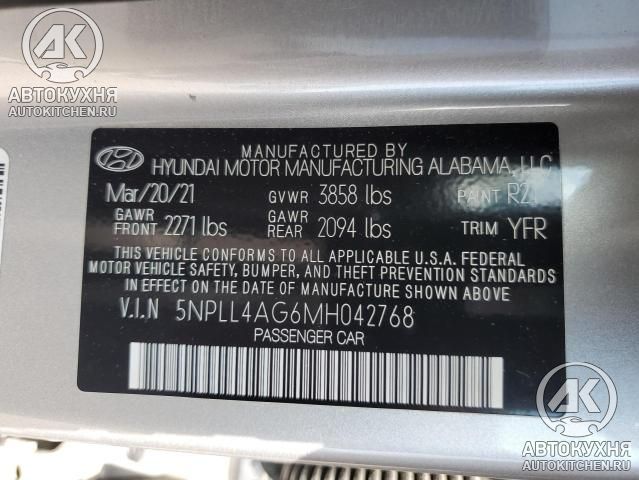 AK
АВТОКУХНЯ
AUTOKITCHEN.RU
MANUFACTURED BY
HYUNDAI MOTOR MANUFACTURING ALABAMA, LLC
Mar/20/21 GVWR 3858 lbs PAINT
GAWR FRONT 2271 lbs GAWR REAR 2094 lbs TRIM YFR
THIS VEHICLE CONFORMS TO ALL APPLICABLE U.S.A. FEDERAL
MOTOR VEHICLE SAFETY, BUMPER, AND THEFT PREVENTION STANDARDS
IN EFFECT ON THE DATE OF MANUFACTURE SHOWN ABOVE.
V.I.N 5NPLL4AG6MH042768
PASSENGER CAR
AK
АВТОКУХНЯ
AUTOKITCHEN.RU